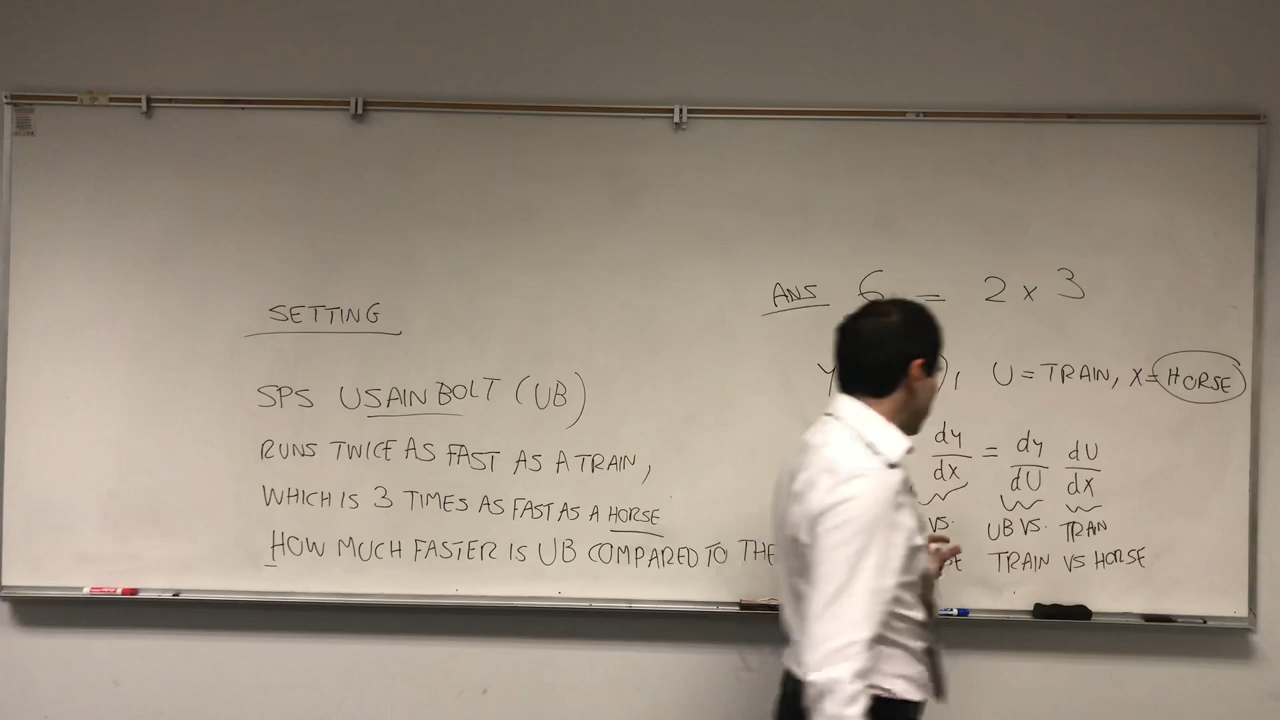 SETTING
SPS USAIN BOLT (UB)
RUNS TWICE AS FAST AS A TRAIN,
WHICH IS 3 TIMES AS FAST AS A HORSE
HOW MUCH FASTER IS UB COMPARED TO THE
ANS 6 = 2 x 3
Y ), U = TRAIN, X = HORSE
dy/dx = dy/dU dU/dx
VS. UB VS. TRAN
SE TRAIN VS HORSE